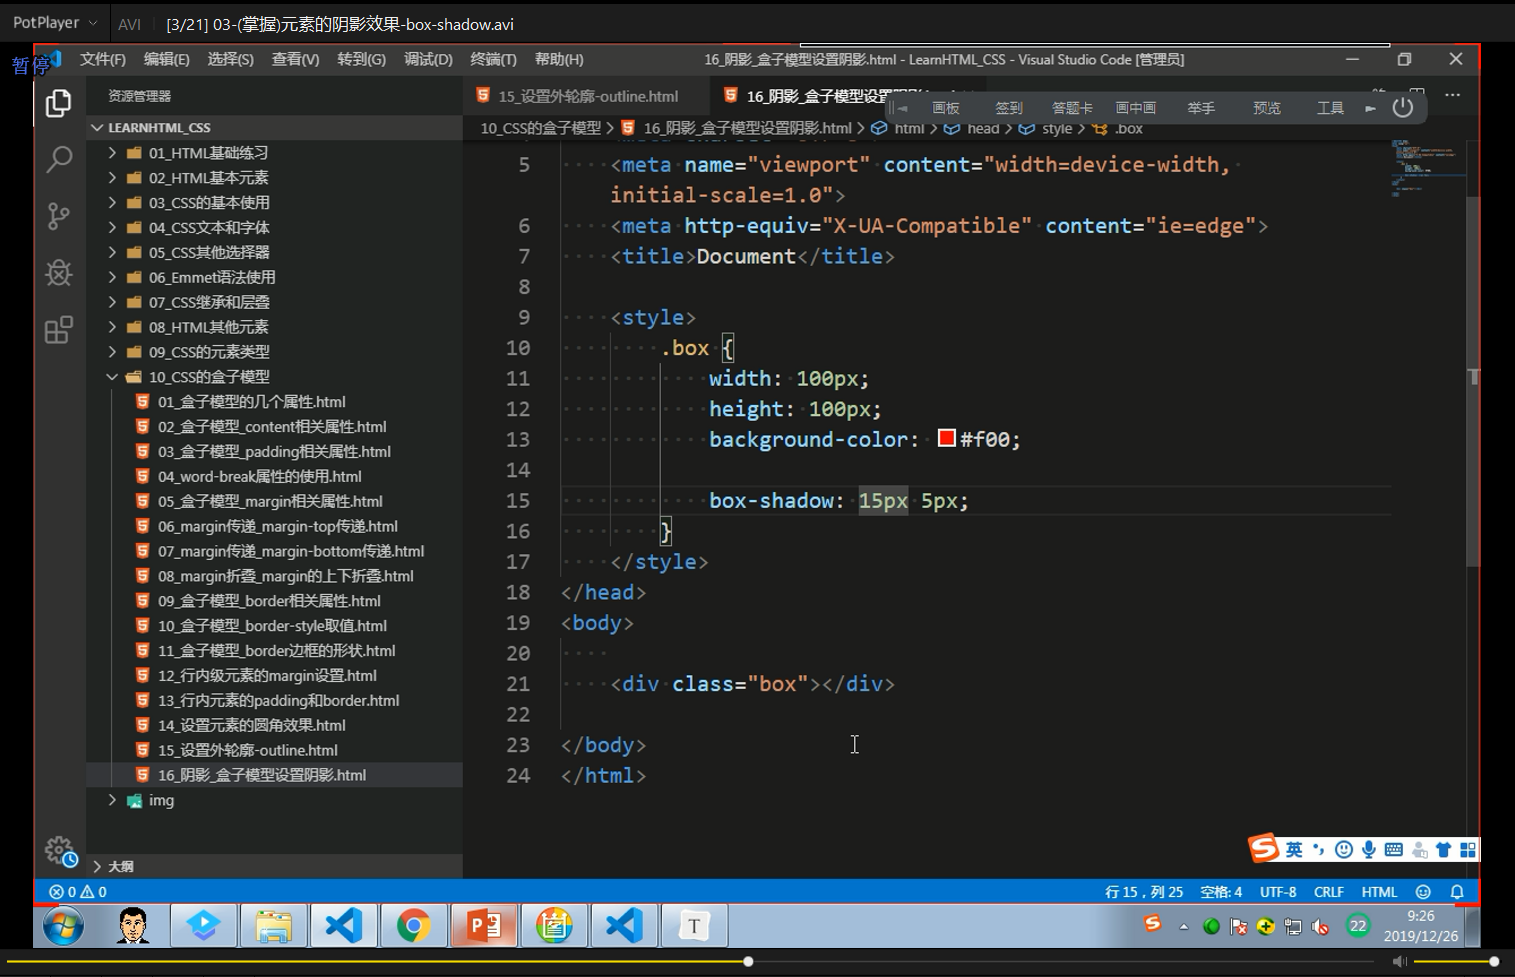 PotPlayer AVI [3/21] 03-(掌握)元素的阴影效果-box-shadow.avi
暂停
文件(F) 编辑(E) 选择(S) 查看(V) 转到(G) 调试(D) 终端(T) 帮助(H) 16_阴影_盒子模型设置阴影.html - LearnHTML_CSS - Visual Studio Code [管理员]
资源管理器
15_设置外轮廓-outline.html
16_阴影_盒子模型设置
画板 签到 答题卡 画中画 举手 预览 工具
LEARNHTML_CSS
10_CSS的盒子模型 > 16_阴影_盒子模型设置阴影.html > html > head > style > .box
01_HTML基础练习
02_HTML基本元素
03_CSS的基本使用
04_CSS文本和字体
05_CSS其他选择器
06_Emmet语法使用
07_CSS继承和层叠
08_HTML其他元素
09_CSS的元素类型
10_CSS的盒子模型
01_盒子模型的几个属性.html
02_盒子模型_content相关属性.html
03_盒子模型_padding相关属性.html
04_word-break属性的使用.html
05_盒子模型_margin相关属性.html
06_margin传递_margin-top传递.html
07_margin传递_margin-bottom传递.html
08_margin折叠_margin的上下折叠.html
09_盒子模型_border相关属性.html
10_盒子模型_border-style取值.html
11_盒子模型_border边框的形状.html
12_行内级元素的margin设置.html
13_行内元素的padding和border.html
14_设置元素的圆角效果.html
15_设置外轮廓-outline.html
16_阴影_盒子模型设置阴影.html
img
大纲
5 <meta name="viewport" content="width=device-width,
initial-scale=1.0">
6 <meta http-equiv="X-UA-Compatible" content="ie=edge">
7 <title>Document</title>
8
9 <style>
10 .box {
11 width: 100px;
12 height: 100px;
13 background-color: #f00;
14
15 box-shadow: 15px 5px;
16 }
17 </style>
18 </head>
19 <body>
20
21 <div class="box"></div>
22
23 </body>
24 </html>
英
0 0 行 15，列 25 空格: 4 UTF-8 CRLF HTML
22
9:26
2019/12/26